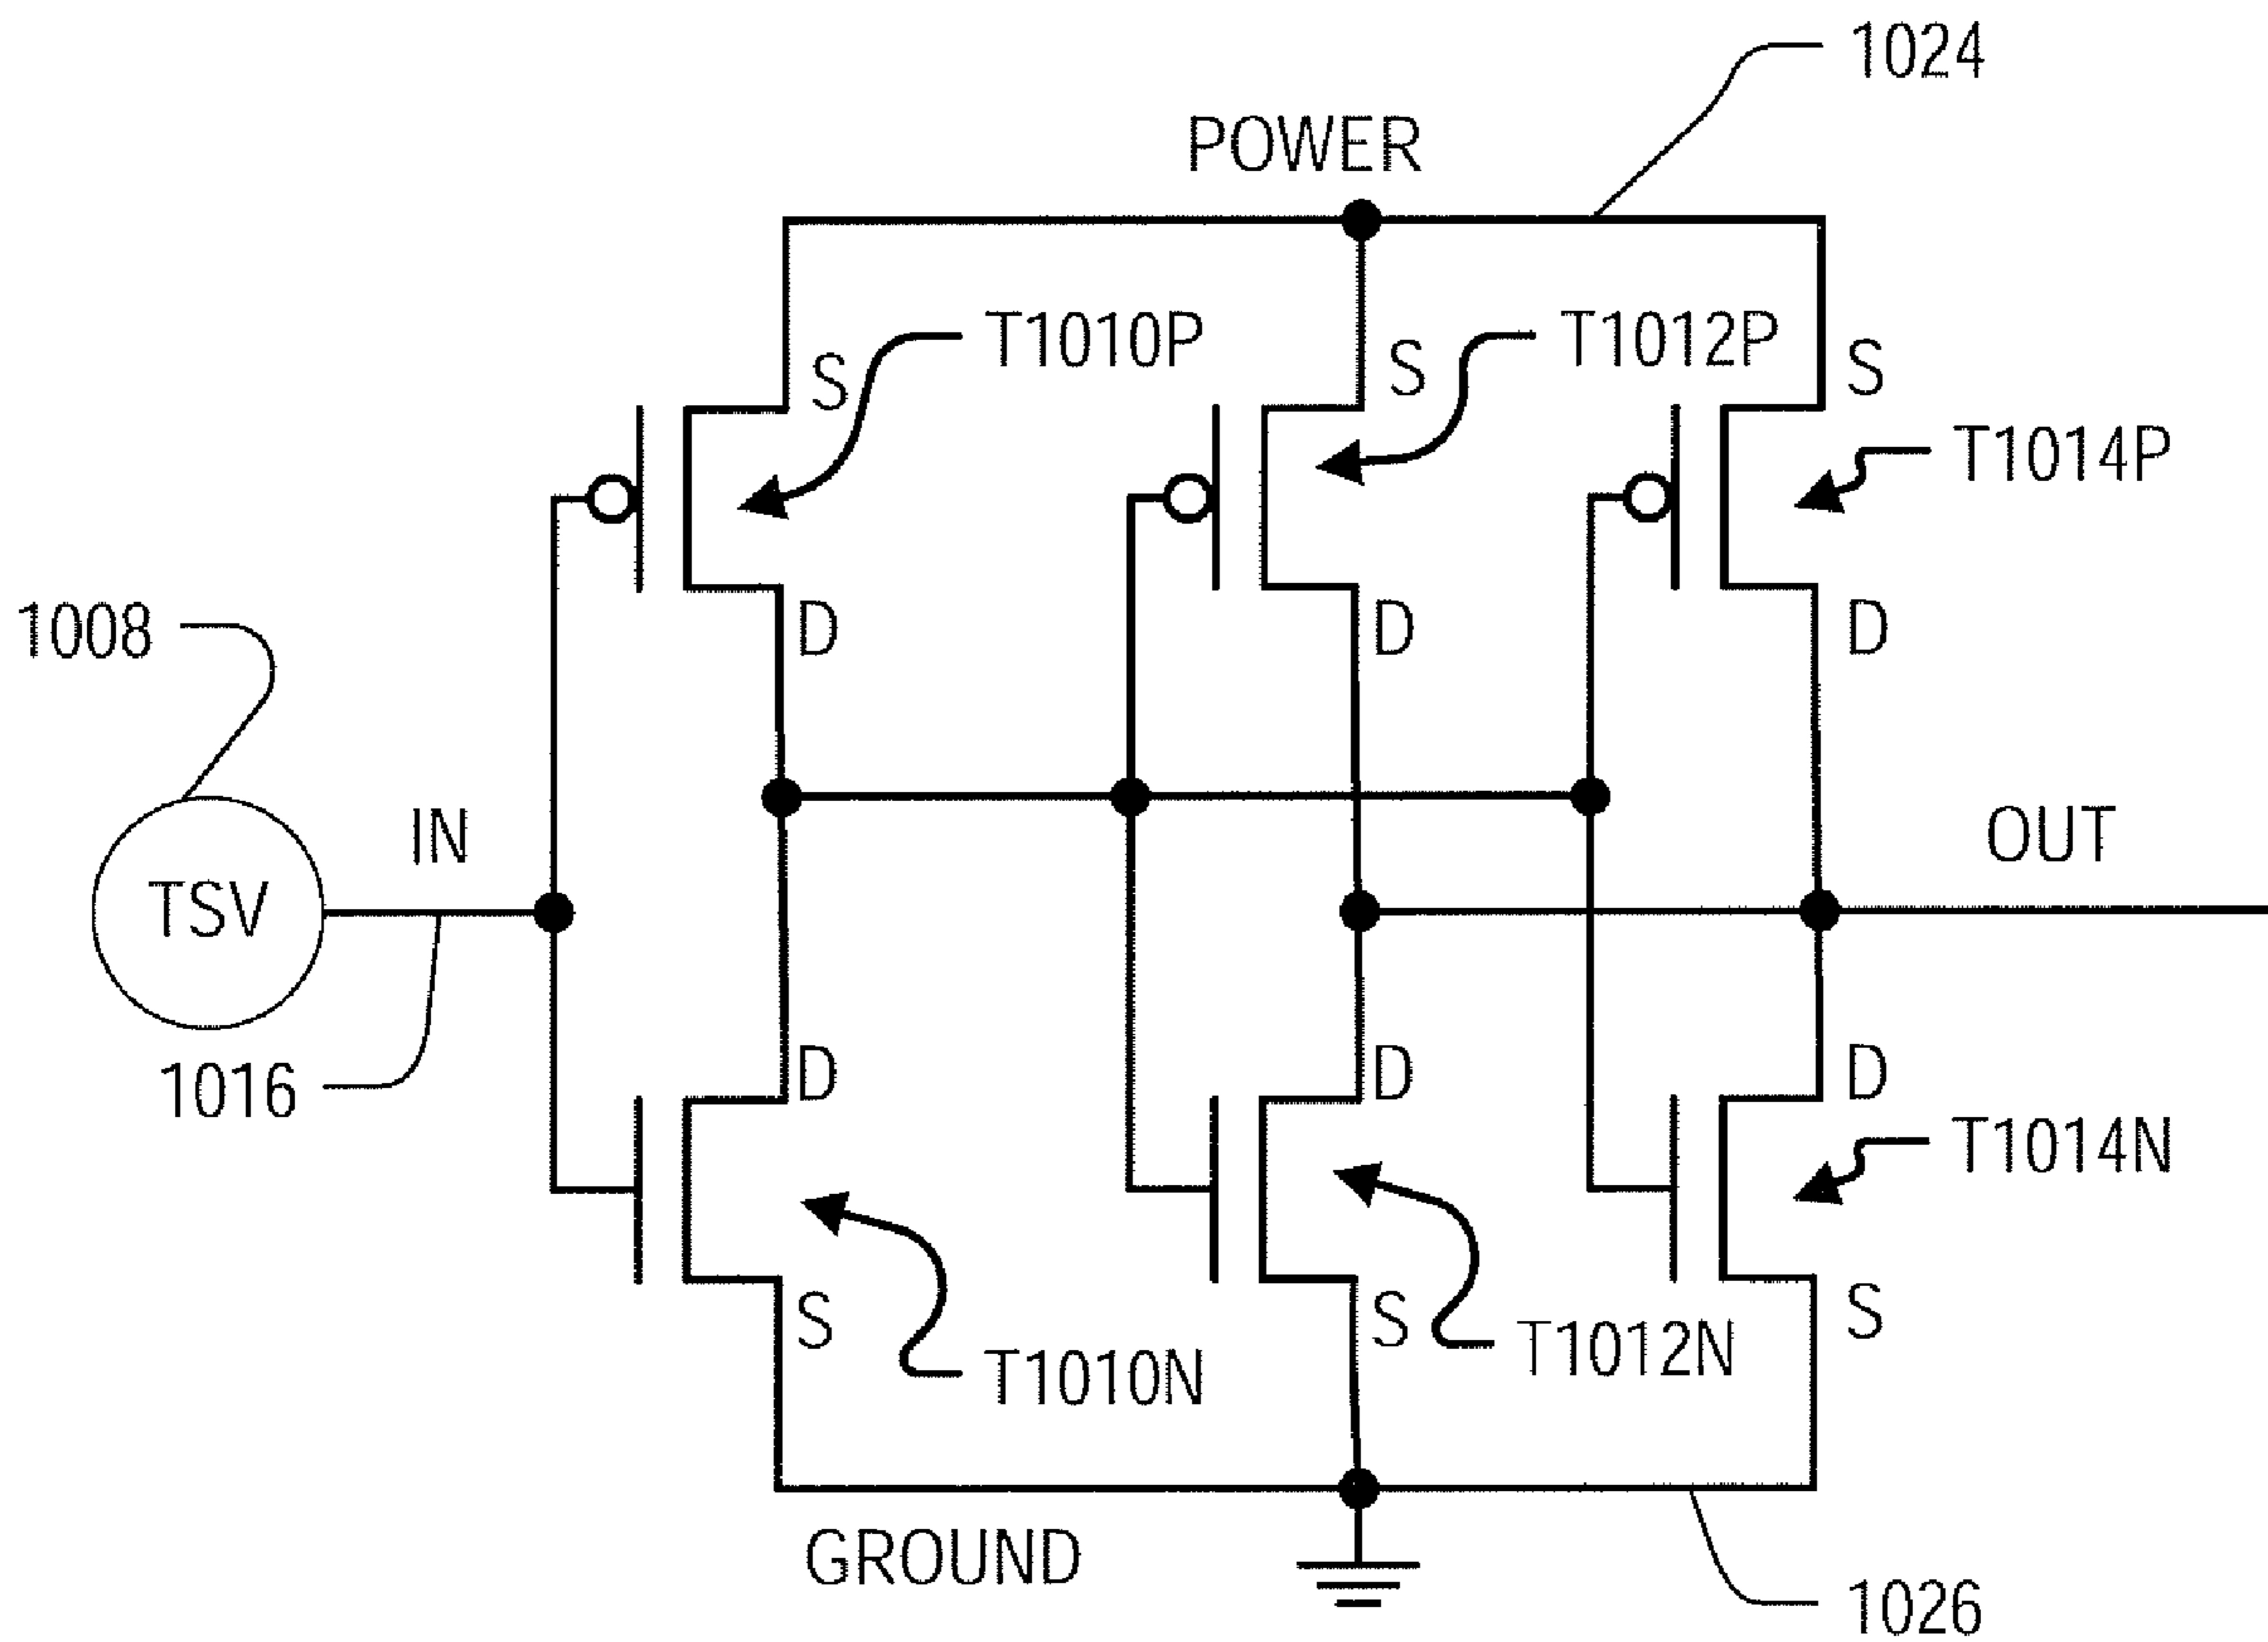 1024
POWER
T1010P
T1012P
S
S
S
T1014P
1008
D
D
D
IN
OUT
TSV
1016
D
D
D
T1014N
S
S
S
T1010N
T1012N
GROUND
1026